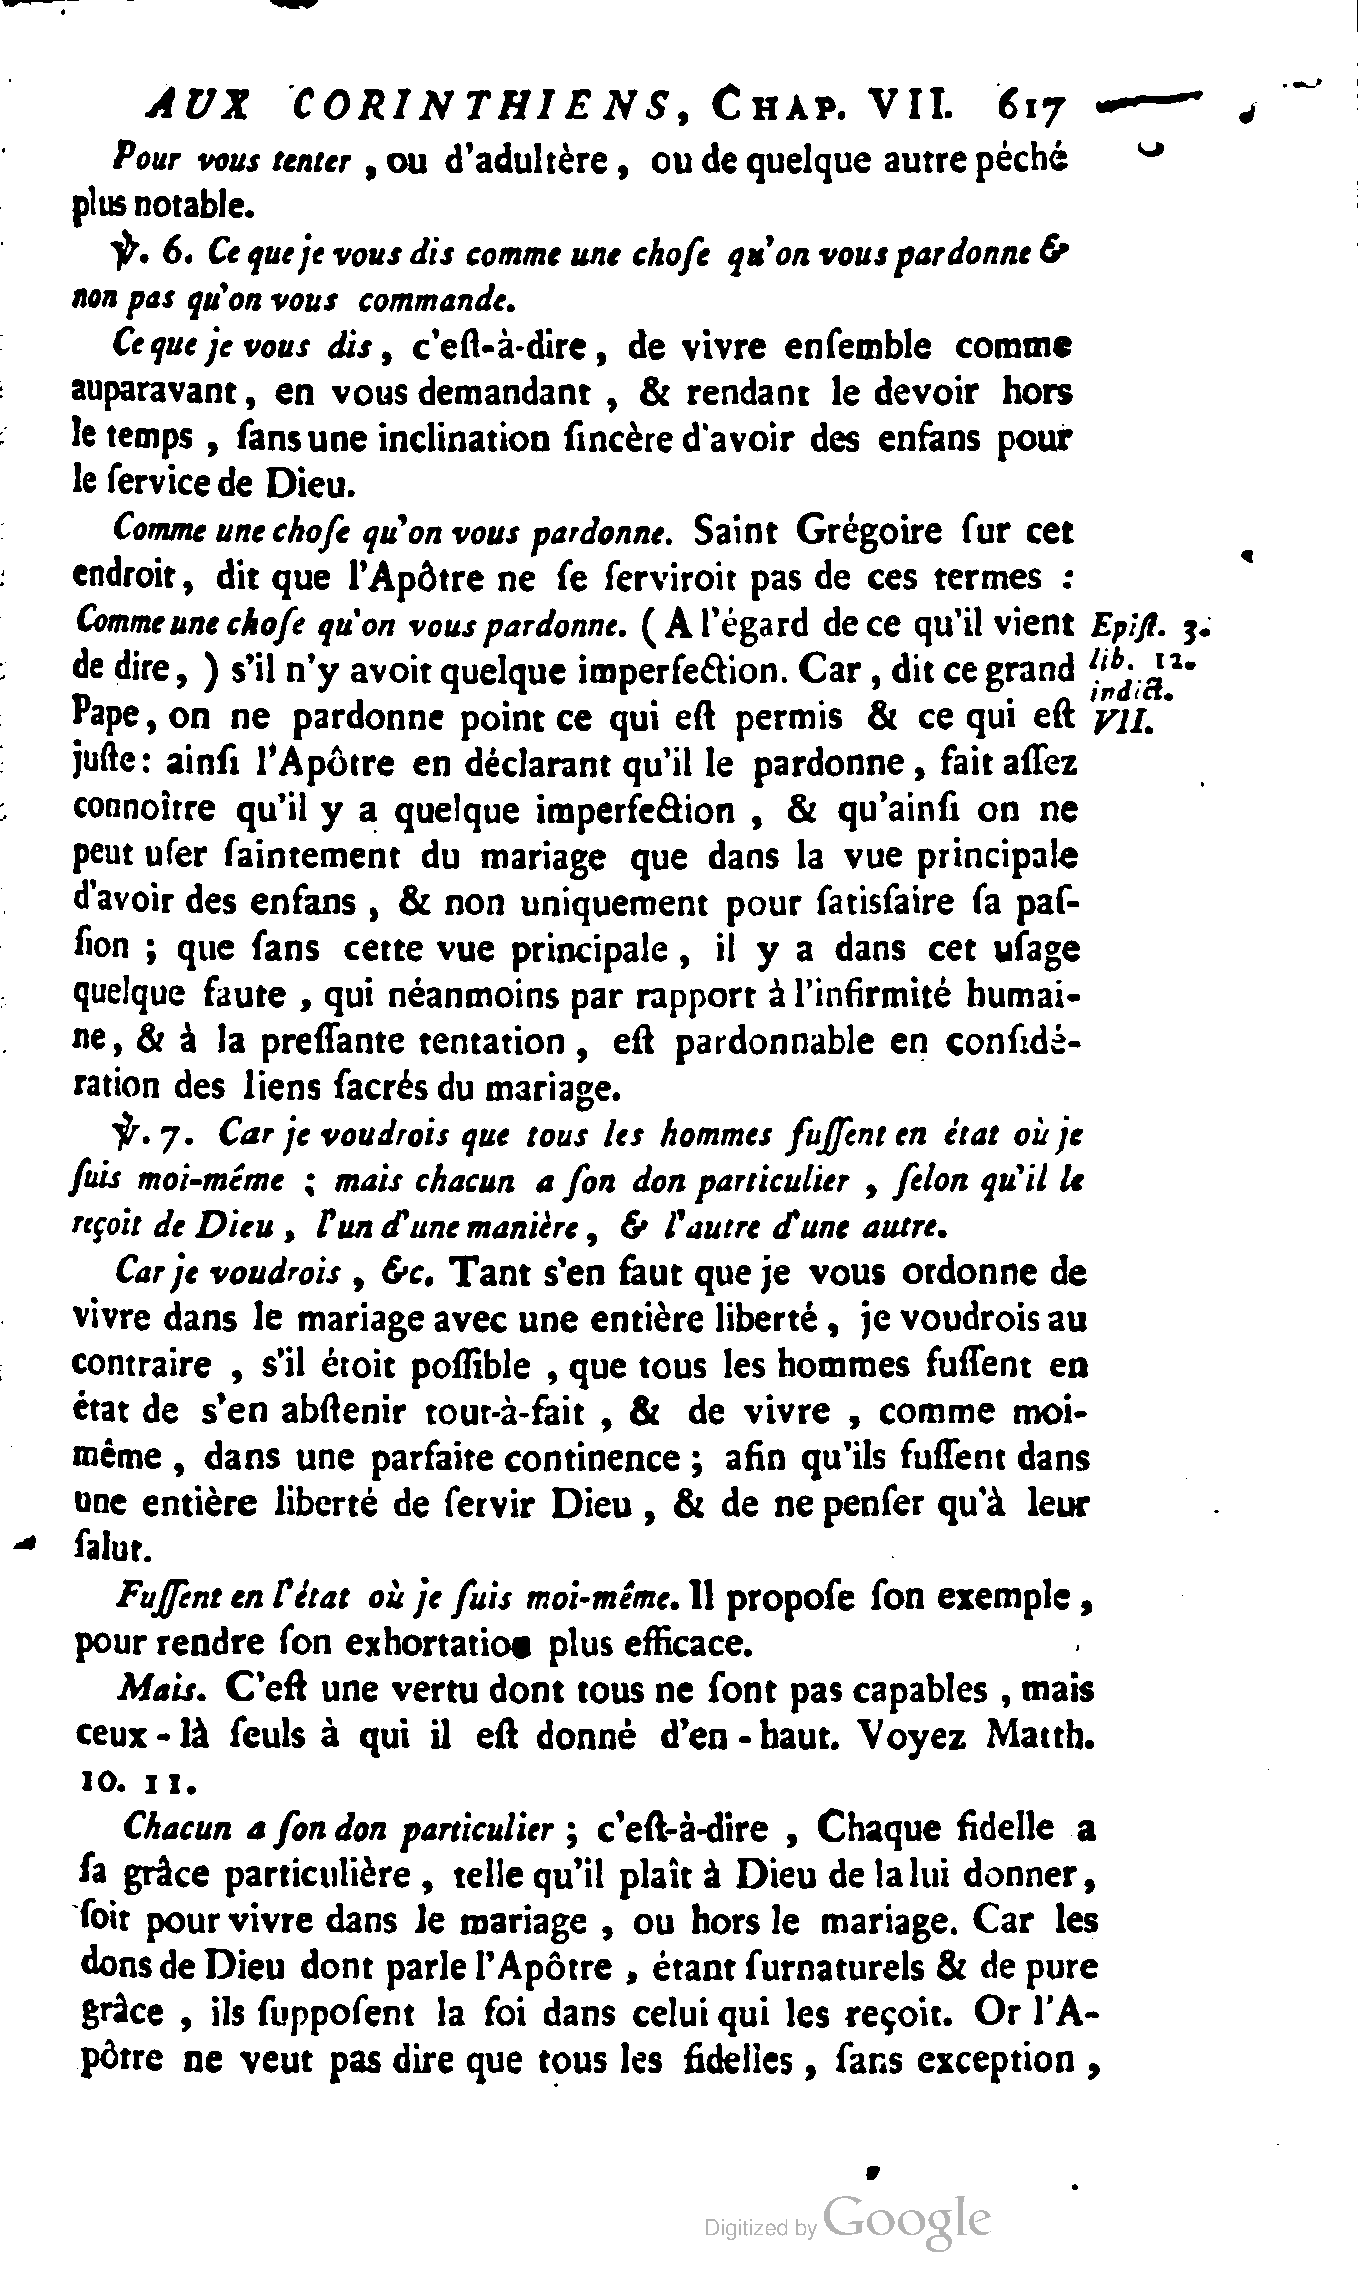 AUX CORINTHIENS, CHAP. VII. 617
Pour vous tenter, ou d'adultère, ou de quelque autre péché
plus notable.
℣. 6. Ce que je vous dis comme une choſe qu'on vous pardonne &
non pas qu'on vous commande.
Ce que je vous dis, c'eſt-à-dire, de vivre enſemble comme
auparavant, en vous demandant, & rendant le devoir hors
le temps, ſans une inclination ſincère d'avoir des enfans pour
le ſervice de Dieu.
Comme une choſe qu'on vous pardonne. Saint Grégoire ſur cet
endroit, dit que l'Apôtre ne ſe ſerviroit pas de ces termes :
Comme une choſe qu'on vous pardonne. (A l'égard de ce qu'il vient
de dire,) s'il n'y avoit quelque imperfection. Car, dit ce grand
Pape, on ne pardonne point ce qui eſt permis & ce qui eſt
juſte: ainſi l'Apôtre en déclarant qu'il le pardonne, fait aſſez
connoître qu'il y a quelque imperfection, & qu'ainſi on ne
peut uſer ſaintement du mariage que dans la vue principale
d'avoir des enfans, & non uniquement pour ſatisfaire ſa paſ-
ſion ; que ſans cette vue principale, il y a dans cet uſage
quelque faute, qui néanmoins par rapport à l'infirmité humai-
ne, & à la preſſante tentation, eſt pardonnable en conſidé-
ration des liens ſacrés du mariage.
Epiſt. 3.
lib. 12.
indict.
VII.
℣. 7. Car je voudrois que tous les hommes fuſſent en état où je
ſuis moi-même ; mais chacun a ſon don particulier, ſelon qu'il le
reçoit de Dieu, l'un d'une manière, & l'autre d'une autre.
Car je voudrois, &c. Tant s'en faut que je vous ordonne de
vivre dans le mariage avec une entière liberté, je voudrois au
contraire, s'il étoit poſſible, que tous les hommes fuſſent en
état de s'en abſtenir tout-à-fait, & de vivre, comme moi-
même, dans une parfaite continence ; afin qu'ils fuſſent dans
une entière liberté de ſervir Dieu, & de ne penſer qu'à leur
ſalut.
Fuſſent en l'état où je ſuis moi-même. Il propoſe ſon exemple,
pour rendre ſon exhortation plus efficace.
Mais. C'eſt une vertu dont tous ne ſont pas capables, mais
ceux-là ſeuls à qui il eſt donné d'en-haut. Voyez Matth.
10. 11.
Chacun a ſon don particulier ; c'eſt-à-dire, Chaque fidelle a
ſa grâce particulière, telle qu'il plaît à Dieu de la lui donner,
ſoit pour vivre dans le mariage, ou hors le mariage. Car les
dons de Dieu dont parle l'Apôtre, étant ſurnaturels & de pure
grâce, ils ſuppoſent la foi dans celui qui les reçoit. Or l'A-
pôtre ne veut pas dire que tous les fidelles, ſans exception,
Digitized by Google